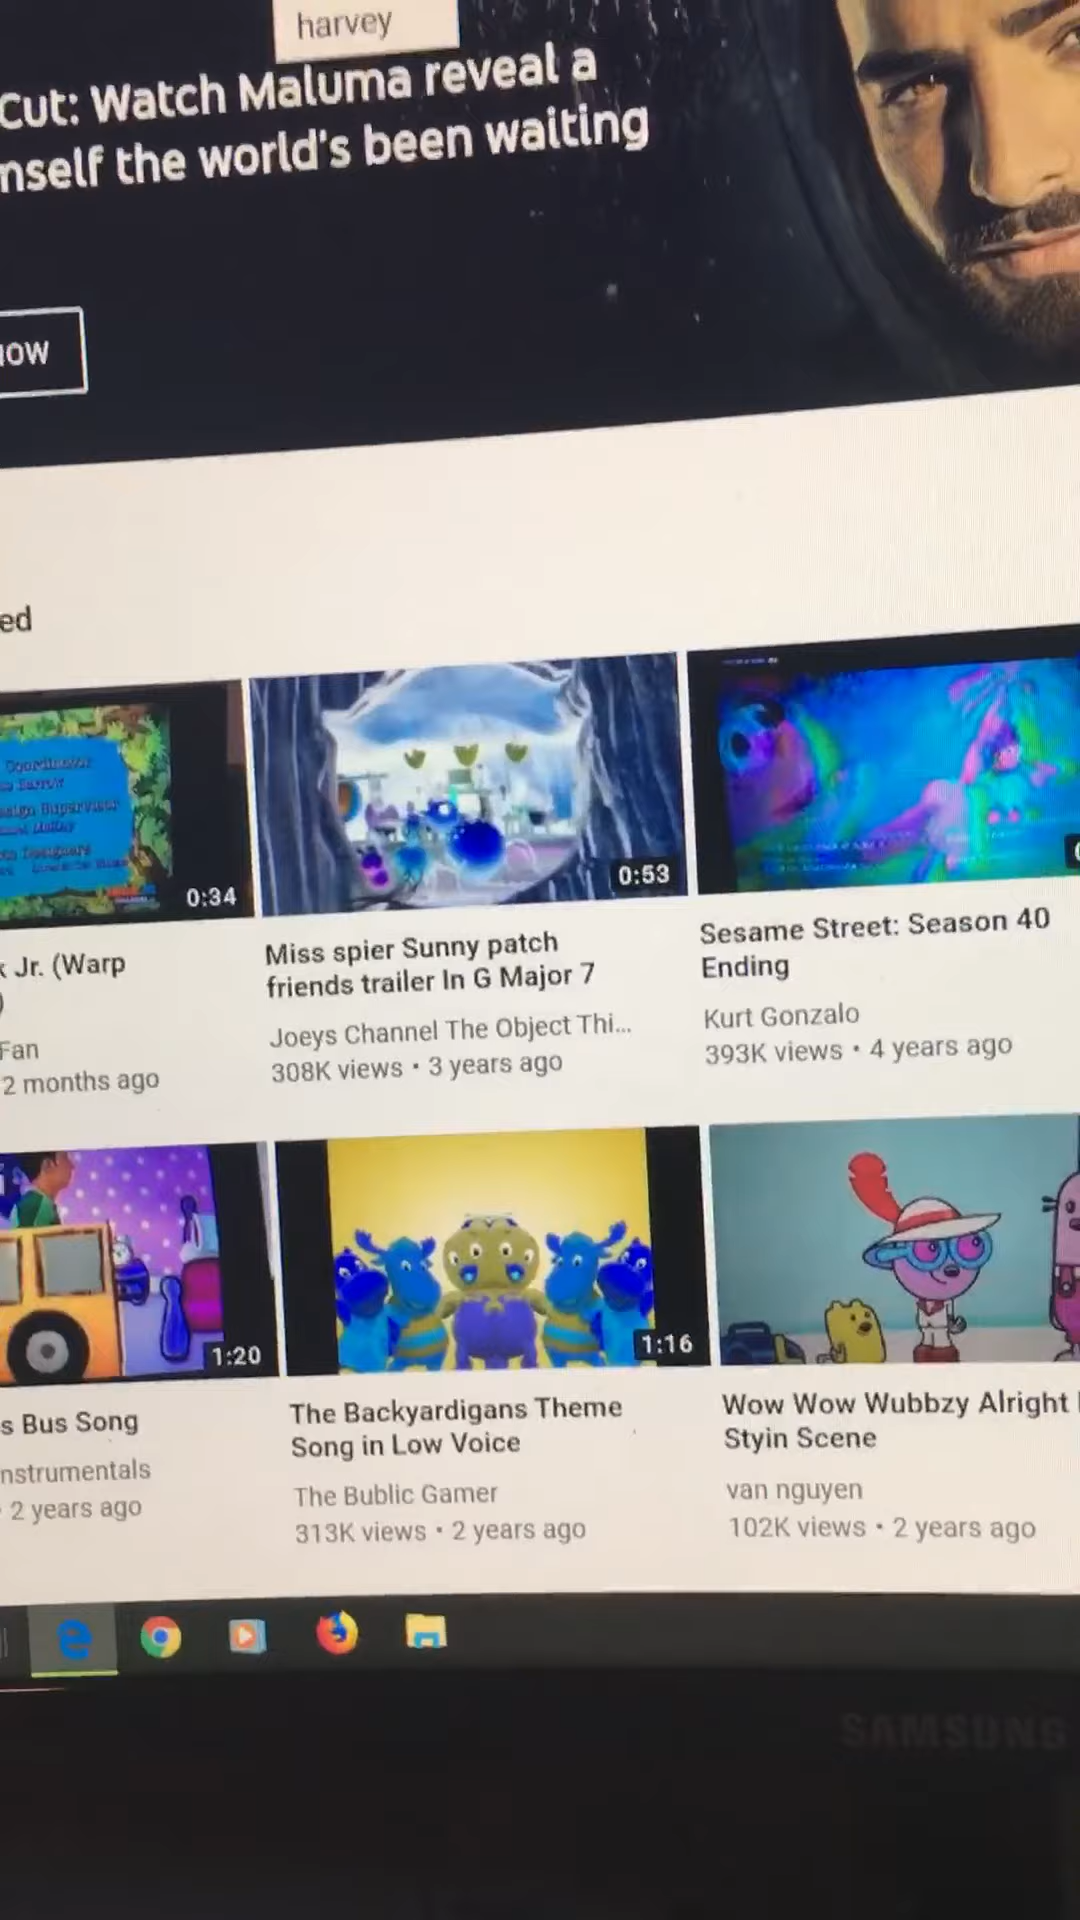 harvey
Cut: Watch Maluma reveal a
mself the world's been waiting
NOW
ed
Coordinator
0:34
0:53
k Jr. (Warp
)
Fan
2 months ago
Miss spier Sunny patch
friends trailer In G Major 7
Joeys Channel The Object Thi...
308K views • 3 years ago
Sesame Street: Season 40
Ending
Kurt Gonzalo
393K views • 4 years ago
1:20
1:16
s Bus Song
nstrumentals
2 years ago
The Backyardigans Theme
Song in Low Voice
The Bublic Gamer
313K views • 2 years ago
Wow Wow Wubbzy Alright
Styin Scene
van nguyen
102K views • 2 years ago
SAMSUNG